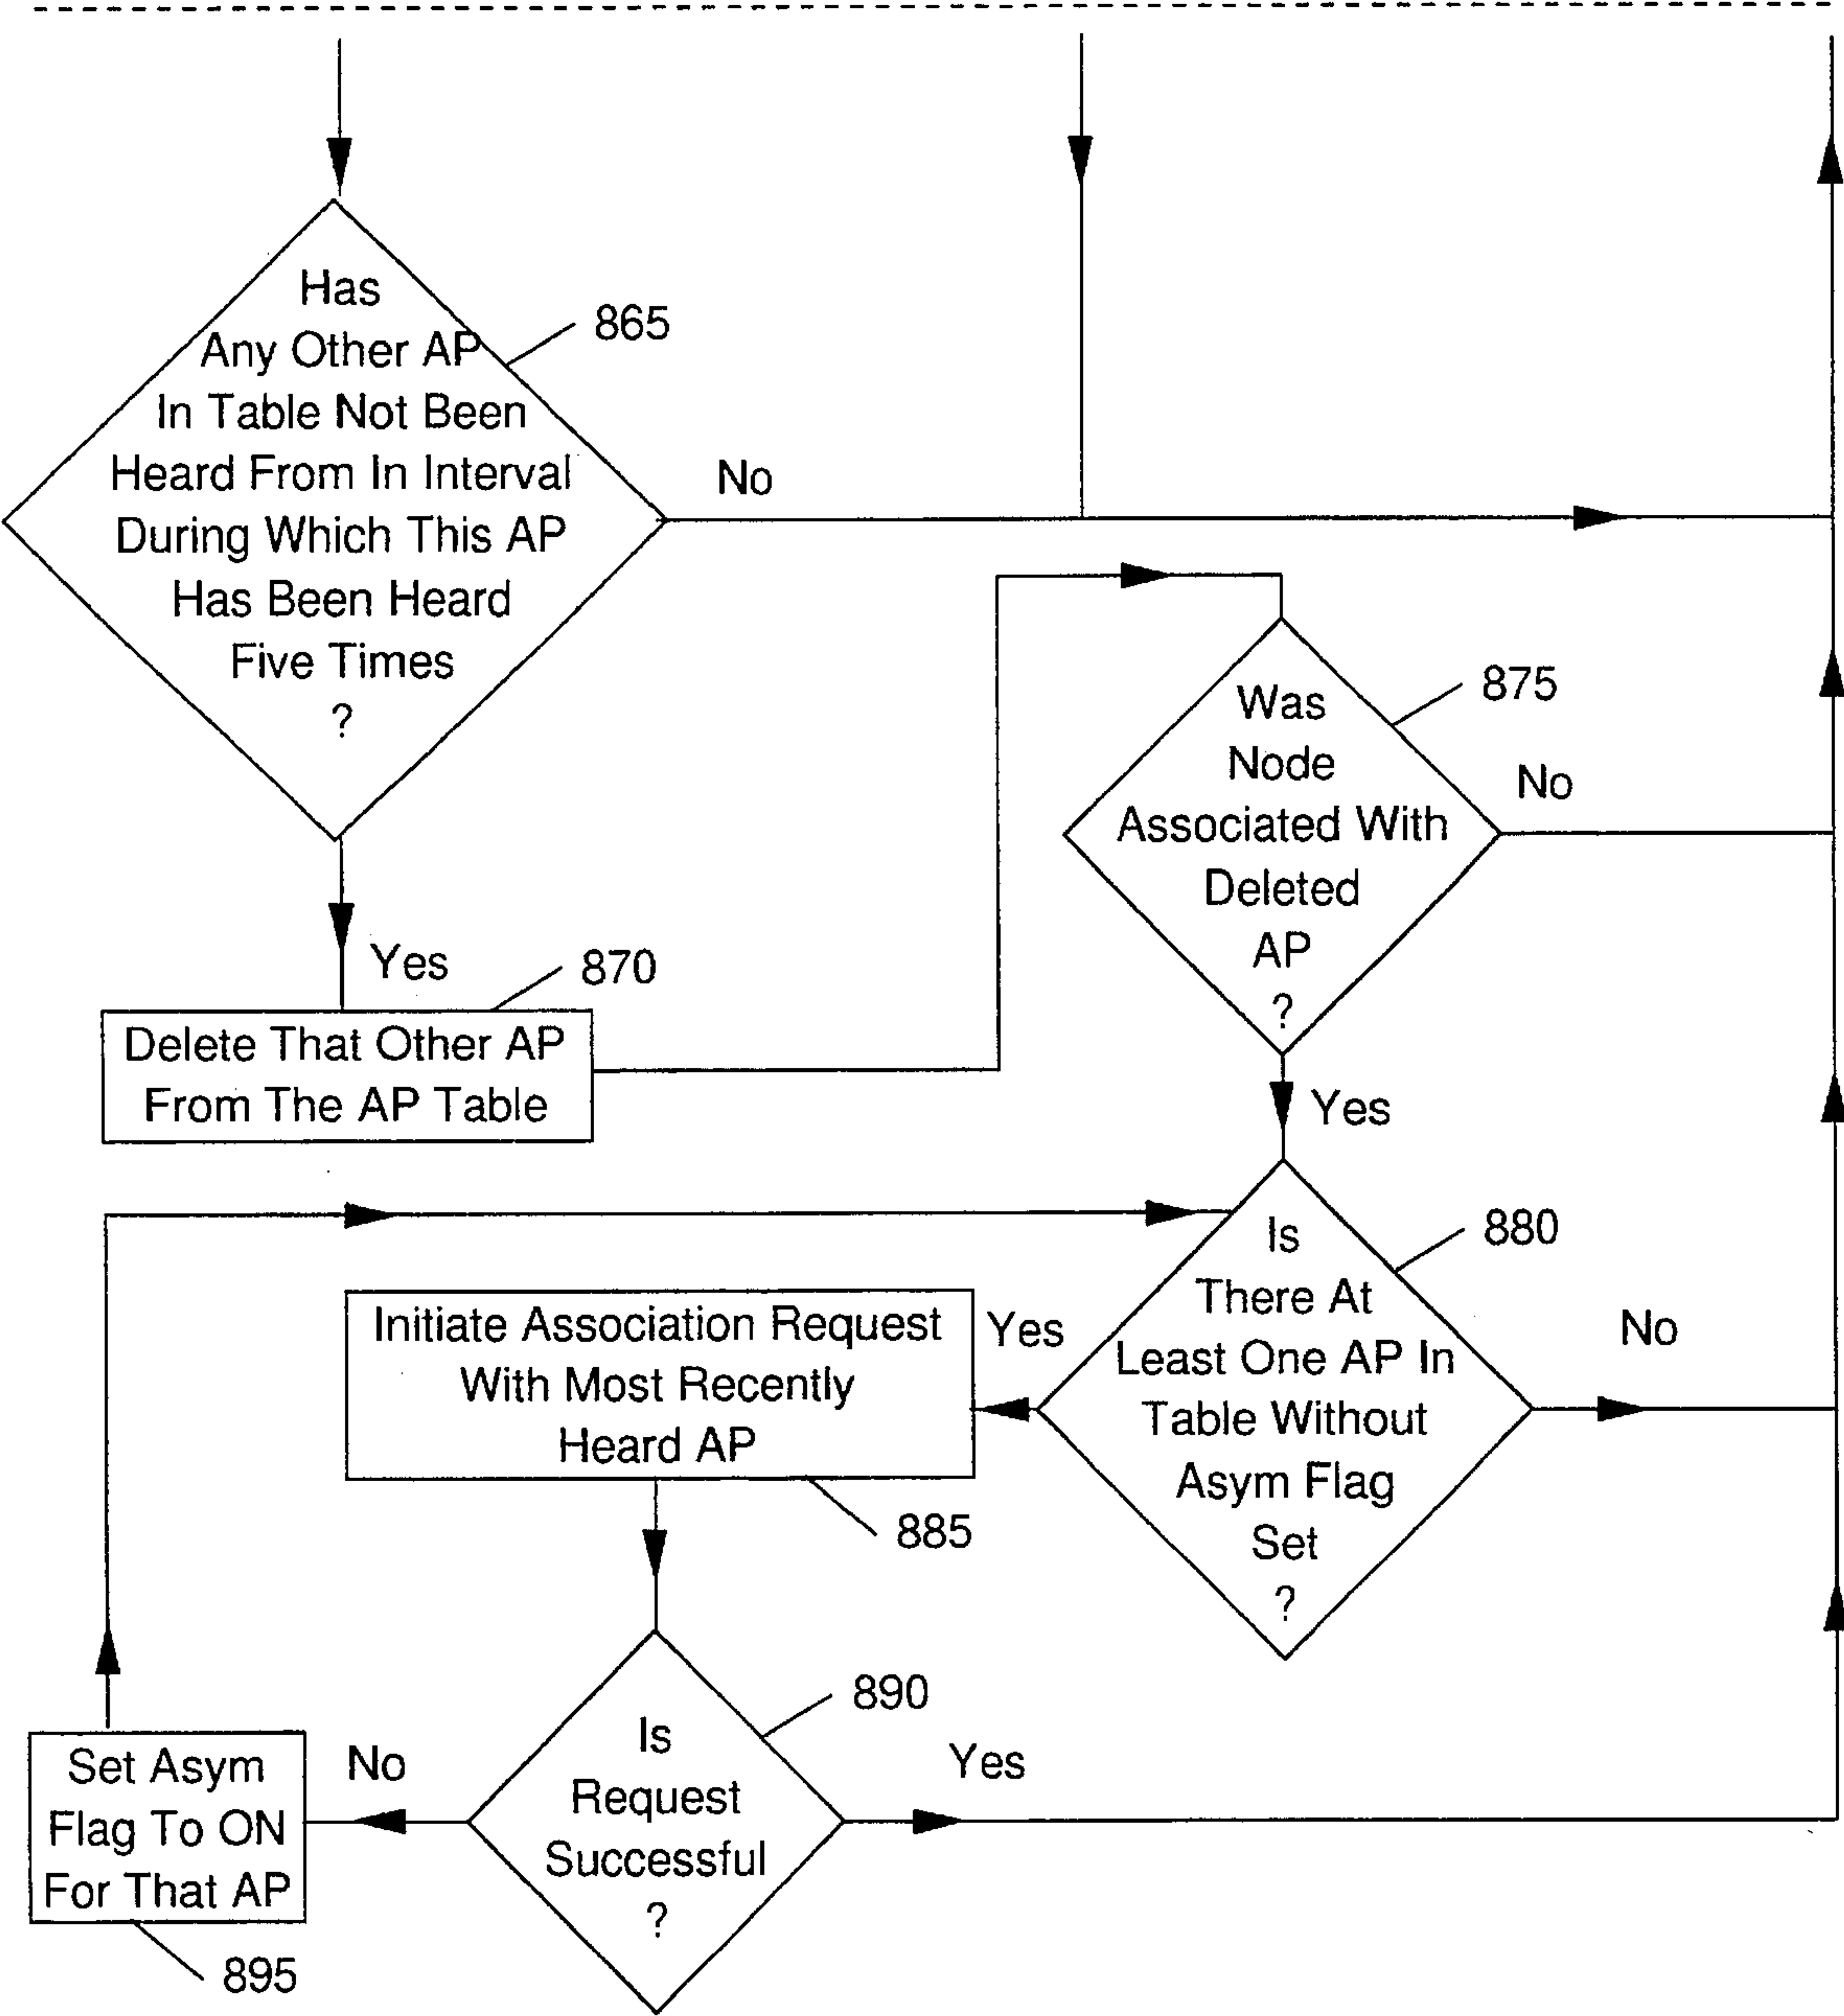 Has
Any Other AP
In Table Not Been
Heard From In Interval
During Which This AP
Has Been Heard
Five Times
?
865
No
Yes
870
Delete That Other AP
From The AP Table
Was
Node
Associated With
Deleted
AP
?
875
No
Yes
Is
There At
Least One AP In
Table Without
Asym Flag
Set
?
880
No
Yes
Initiate Association Request
With Most Recently
Heard AP
885
Is
Request
Successful
?
890
Yes
No
Set Asym
Flag To ON
For That AP
895